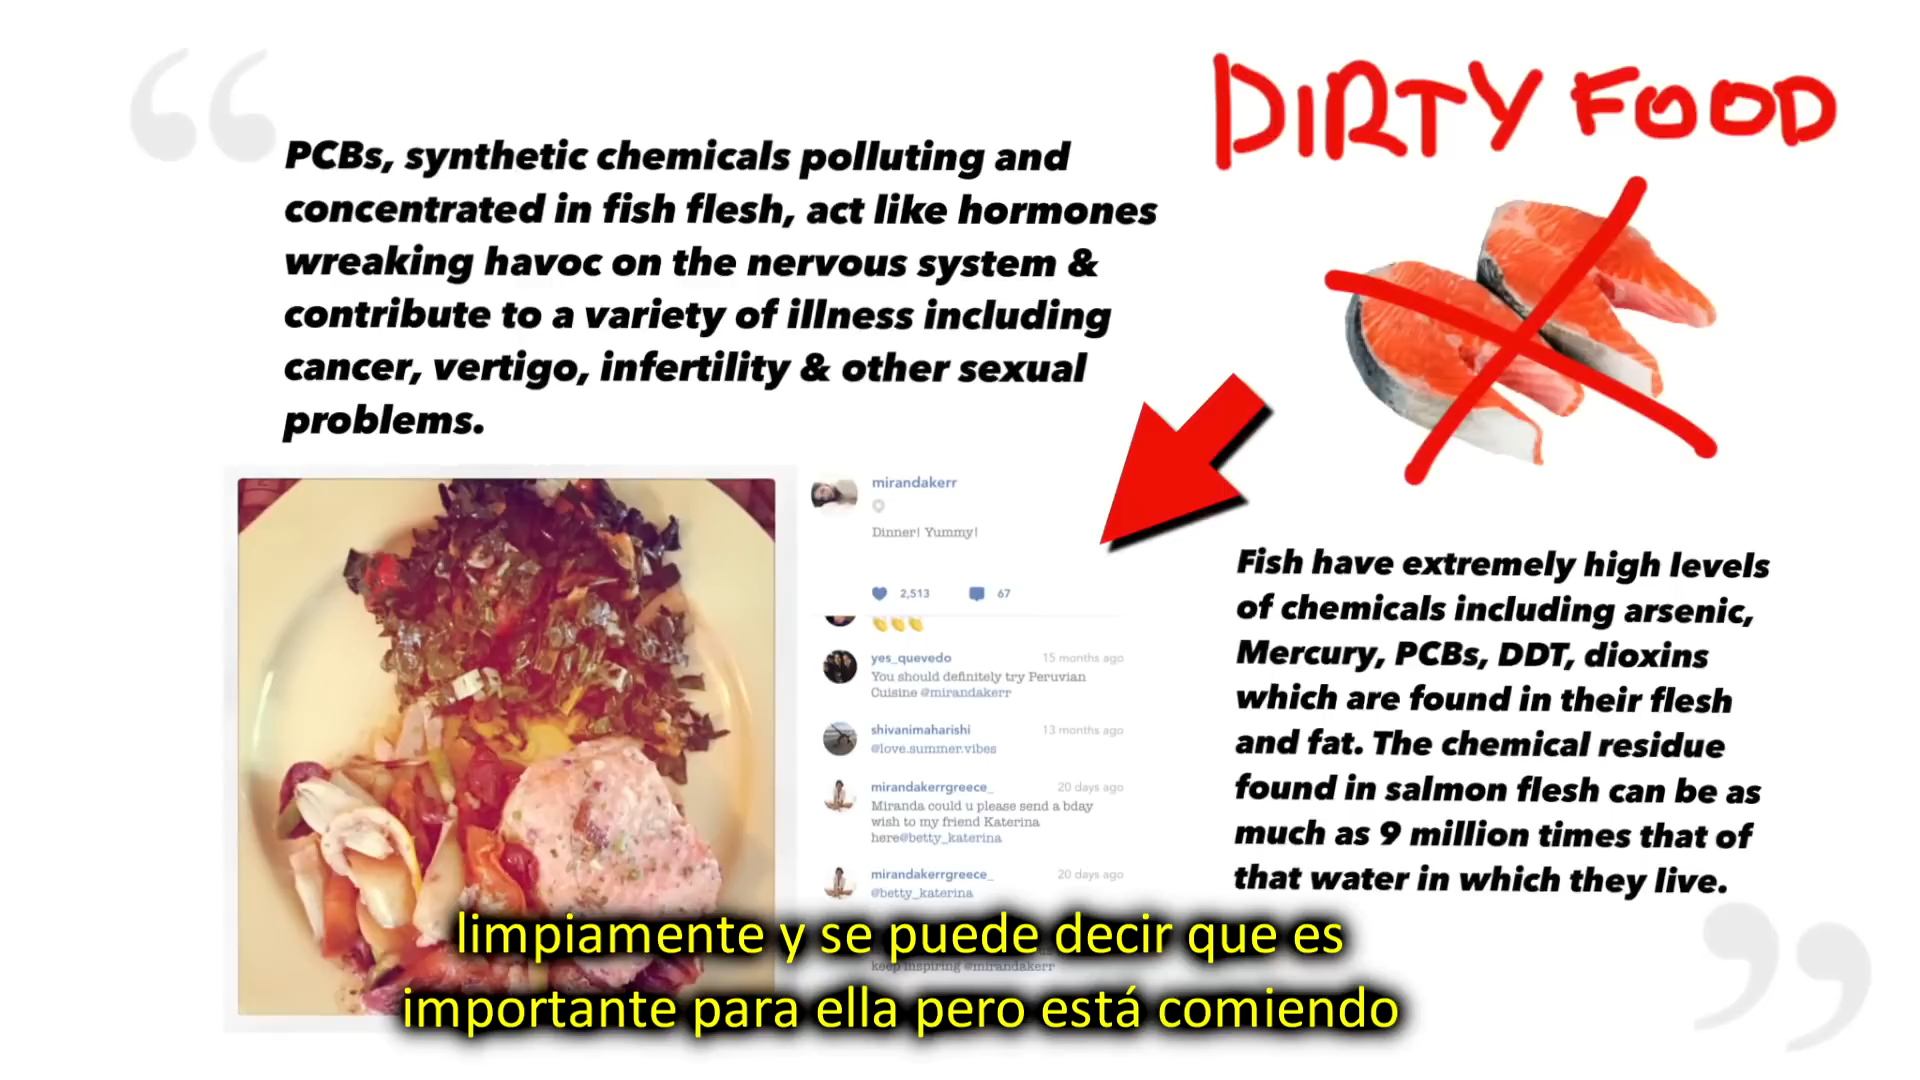 DIRTY FOOD
PCBs, synthetic chemicals polluting and
concentrated in fish flesh, act like hormones
wreaking havoc on the nervous system &
contribute to a variety of illness including
cancer, vertigo, infertility & other sexual
problems.
mirandakerr
Dinner! Yummy!
2,513 67
yes_quevedo 15 months ago
You should definitely try Peruvian
Cuisine @mirandakerr
shivanimaharishi 13 months ago
@love.summer.vibes
mirandakerrgreece_ 20 days ago
Miranda could u please send a bday
wish to my friend Katerina
here@betty_katerina
mirandakerrgreece_ 20 days ago
@betty_katerina
keep inspiring @mirandakerr
Fish have extremely high levels
of chemicals including arsenic,
Mercury, PCBs, DDT, dioxins
which are found in their flesh
and fat. The chemical residue
found in salmon flesh can be as
much as 9 million times that of
that water in which they live.
limpiamente y se puede decir que es
importante para ella pero está comiendo